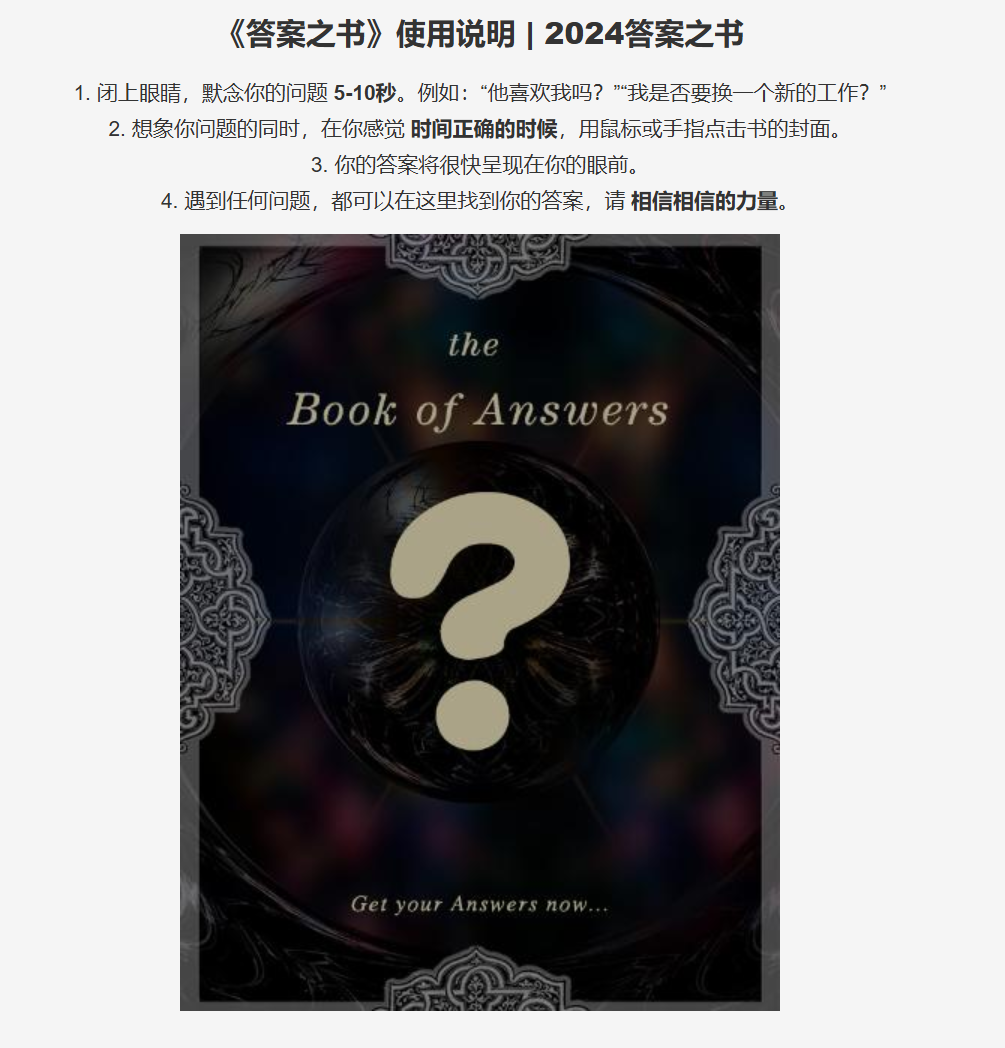 《答案之书》使用说明 | 2024答案之书
1. 闭上眼睛，默念你的问题 5-10秒。例如：“他喜欢我吗？”“我是否要换一个新的工作？”
2. 想象你问题的同时，在你感觉 时间正确的时候，用鼠标或手指点击书的封面。
3. 你的答案将很快呈现在你的眼前。
4. 遇到任何问题，都可以在这里找到你的答案，请 相信相信的力量。
the
Book of Answers
?
Get your Answers now...